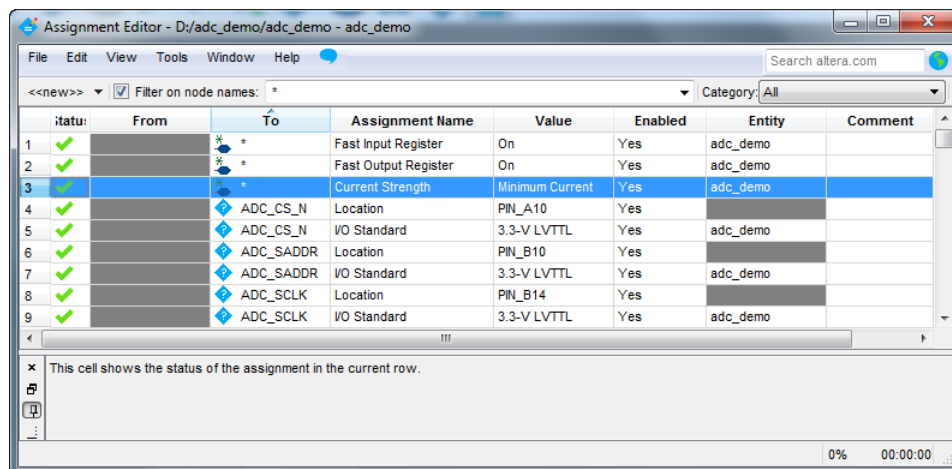 Assignment Editor - D:/adc_demo/adc_demo - adc_demo
File Edit View Tools Window Help Search altera.com
<<new>> Filter on node names: * Category: All
Statu: From To Assignment Name Value Enabled Entity Comment
1 * Fast Input Register On Yes adc_demo
2 * Fast Output Register On Yes adc_demo
3 * Current Strength Minimum Current Yes adc_demo
4 ADC_CS_N Location PIN_A10 Yes
5 ADC_CS_N I/O Standard 3.3-V LVTTL Yes adc_demo
6 ADC_SADDR Location PIN_B10 Yes
7 ADC_SADDR I/O Standard 3.3-V LVTTL Yes adc_demo
8 ADC_SCLK Location PIN_B14 Yes
9 ADC_SCLK I/O Standard 3.3-V LVTTL Yes adc_demo
This cell shows the status of the assignment in the current row.
0% 00:00:00